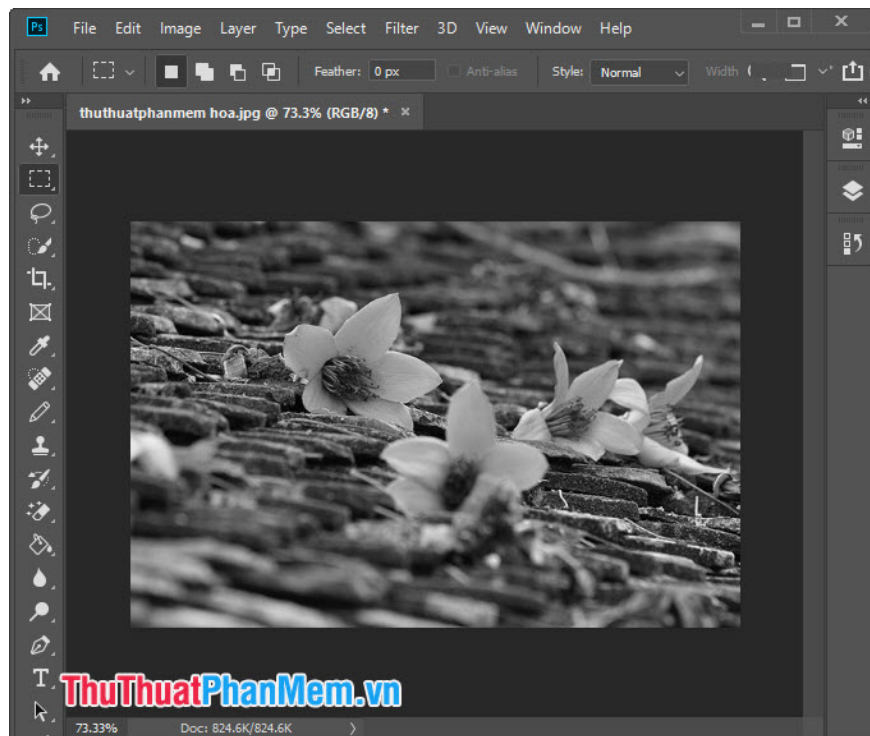 Ps File Edit Image Layer Type Select Filter 3D View Window Help
Feather: 0 px Anti-alias Style: Normal Width
thuthuatphanmem hoa.jpg @ 73.3% (RGB/8) * ×
T
ThuThuatPhanMem.vn
73.33% Doc: 824.6K/824.6K